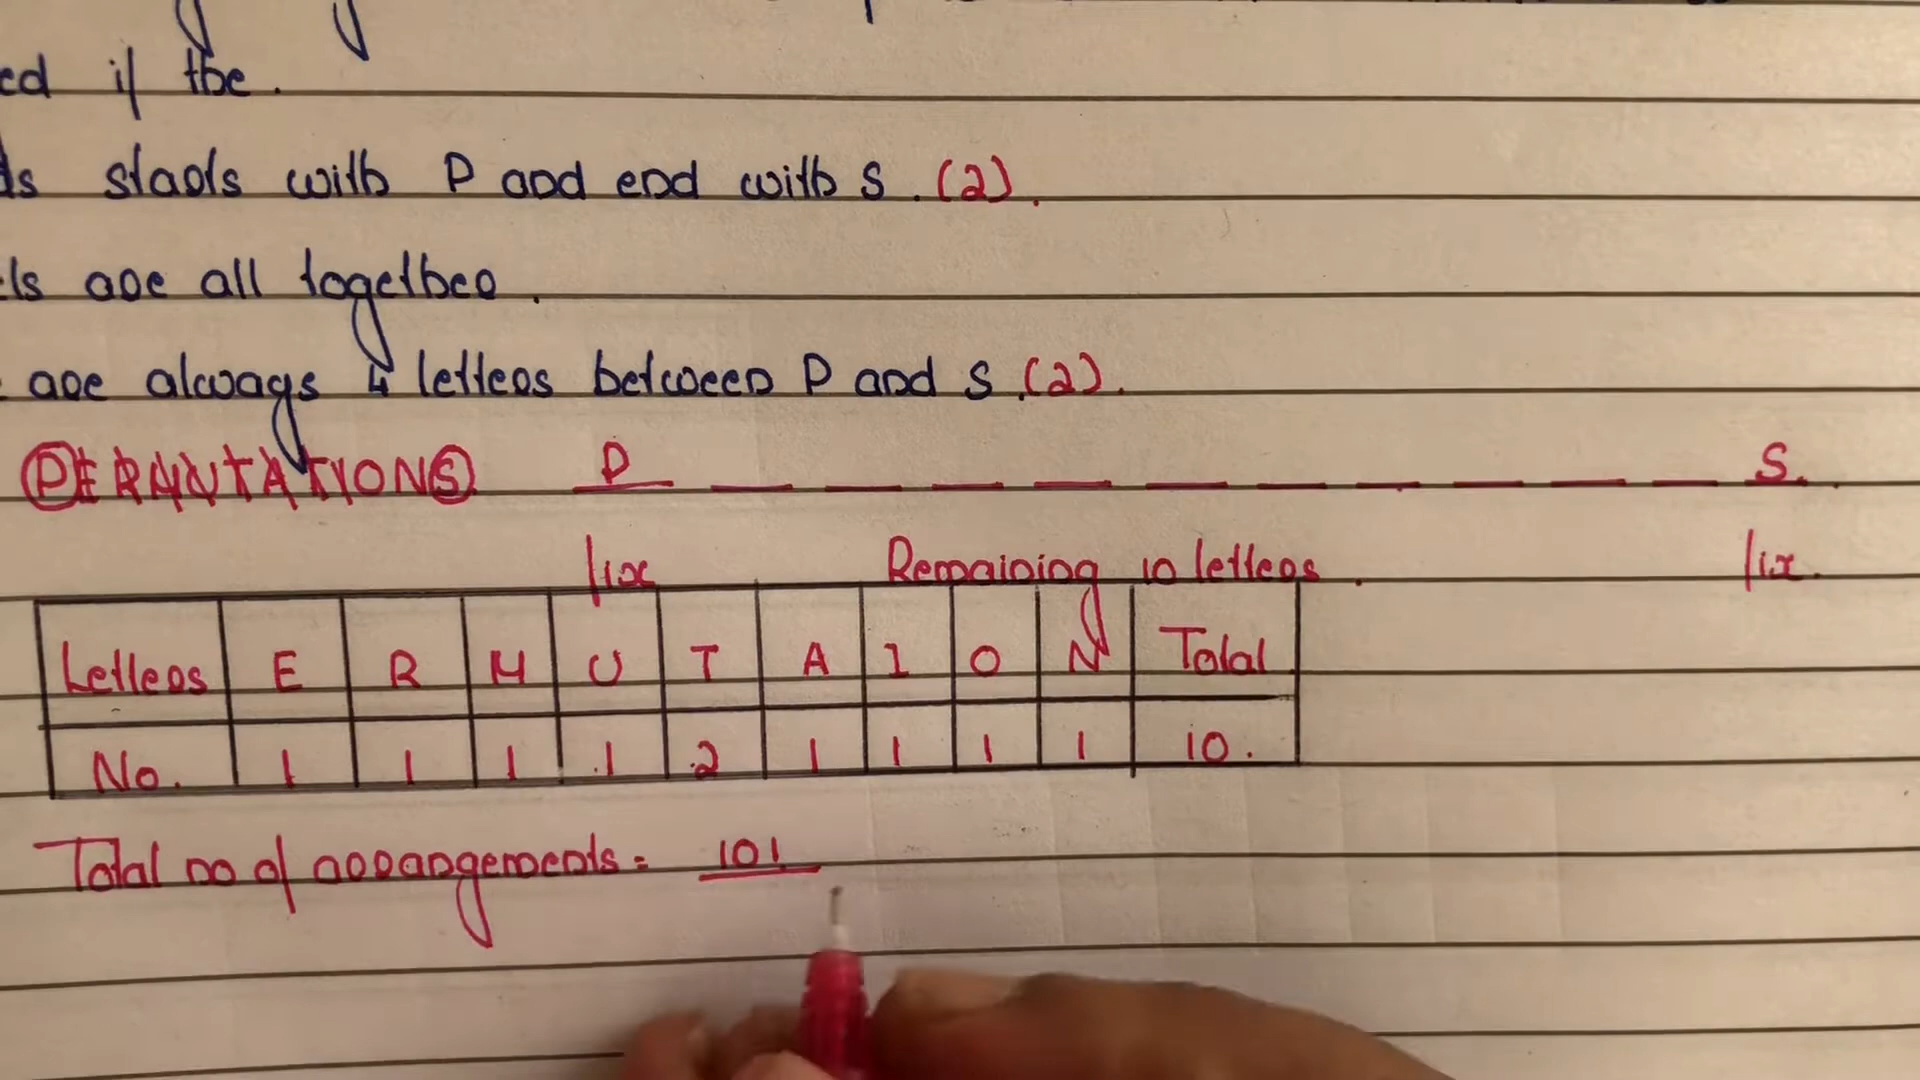 ed if the.
ds starts with P and end with S. (2).
els are all together.
are always 4 letters between P and S. (2).
PERMUTATIONS P S.
fix Remaining 10 letters. fix.
Letters E R M U T A I O N Total
No. 1 1 1 1 2 1 1 1 1 10.
Total no of arrangements = 10!